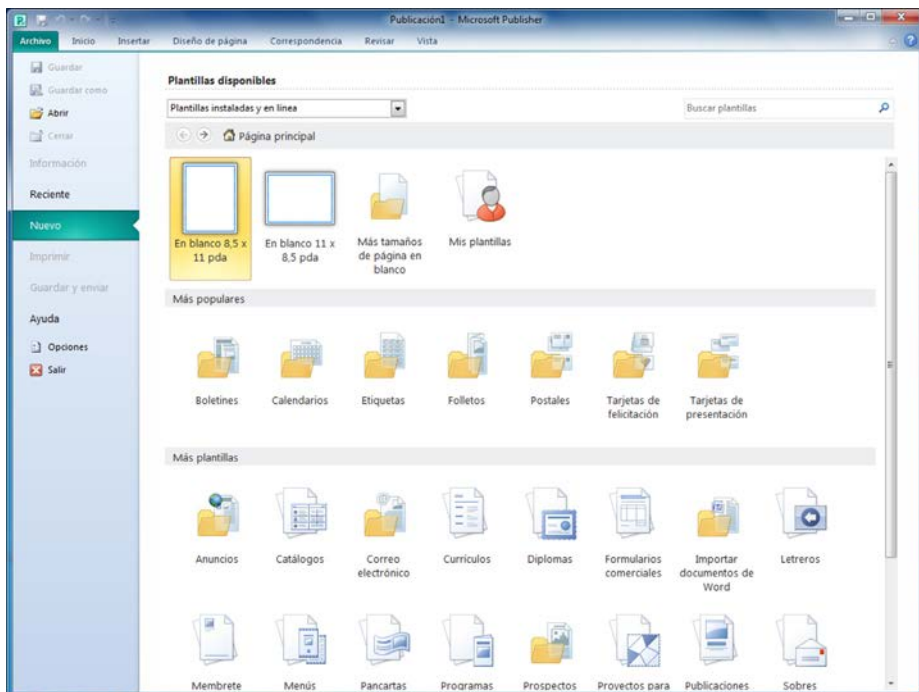 Publicación1 - Microsoft Publisher
Archivo Inicio Insertar Diseño de página Correspondencia Revisar Vista
Guardar
Guardar como
Abrir
Cerrar
Información
Reciente
Nuevo
Imprimir
Guardar y enviar
Ayuda
Opciones
Salir
Plantillas disponibles
Plantillas instaladas y en línea
Buscar plantillas
Página principal
En blanco 8,5 x
11 pda
En blanco 11 x
8,5 pda
Más tamaños
de página en
blanco
Mis plantillas
Más populares
Boletines
Calendarios
Etiquetas
Folletos
Postales
Tarjetas de
felicitación
Tarjetas de
presentación
Más plantillas
Anuncios
Catálogos
Correo
electrónico
Currículos
Diplomas
Formularios
comerciales
Importar
documentos de
Word
Letreros
Membrete
Menús
Pancartas
Programas
Prospectos
Proyectos para
Publicaciones
Sobres